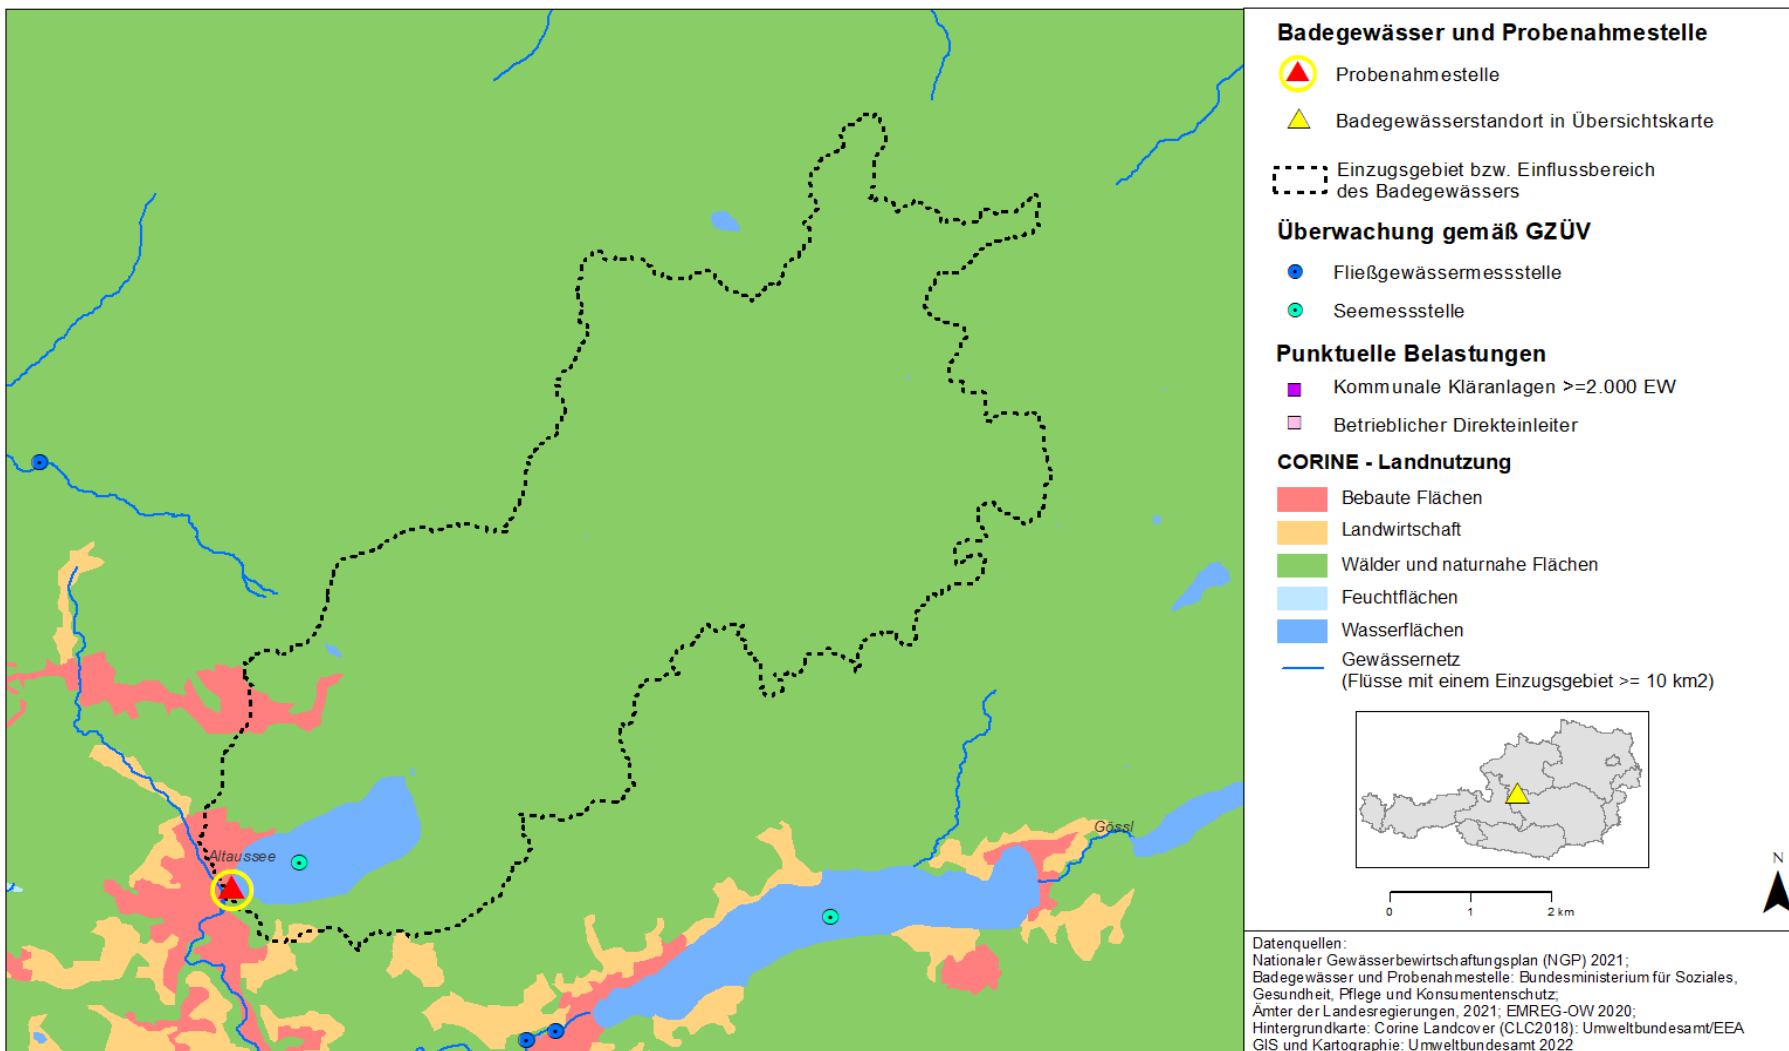 Badegewässer und Probenahmestelle
Probenahmestelle
Badegewässerstandort in Übersichtskarte
Einzugsgebiet bzw. Einflussbereich
des Badegewässers
Überwachung gemäß GZÜV
Fließgewässermessstelle
Seemessstelle
Punktuelle Belastungen
Kommunale Kläranlagen >=2.000 EW
Betrieblicher Direkteinleiter
CORINE - Landnutzung
Bebaute Flächen
Landwirtschaft
Wälder und naturnahe Flächen
Feuchtflächen
Wasserflächen
Gewässernetz
(Flüsse mit einem Einzugsgebiet >= 10 km2)
Gössl
Altaussee
N
0 1 2 km
Datenquellen:
Nationaler Gewässerbewirtschaftungsplan (NGP) 2021;
Badegewässer und Probenahmestelle: Bundesministerium für Soziales,
Gesundheit, Pflege und Konsumentenschutz;
Ämter der Landesregierungen, 2021; EMREG-OW 2020;
Hintergrundkarte: Corine Landcover (CLC2018): Umweltbundesamt/EEA
GIS und Kartographie: Umweltbundesamt 2022